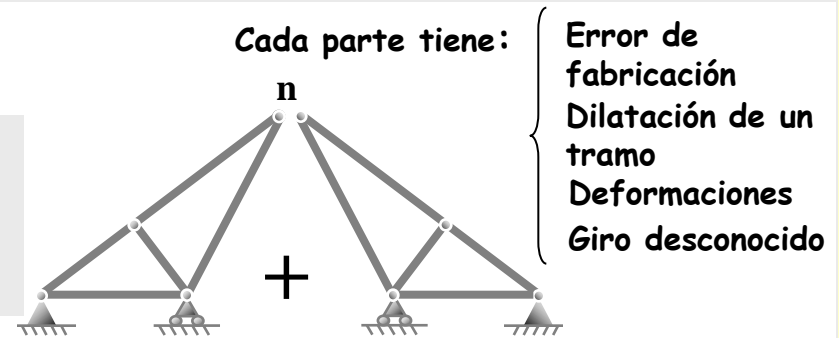 Cada parte tiene:
Error de
fabricación
Dilatación de un
tramo
Deformaciones
Giro desconocido
n
+